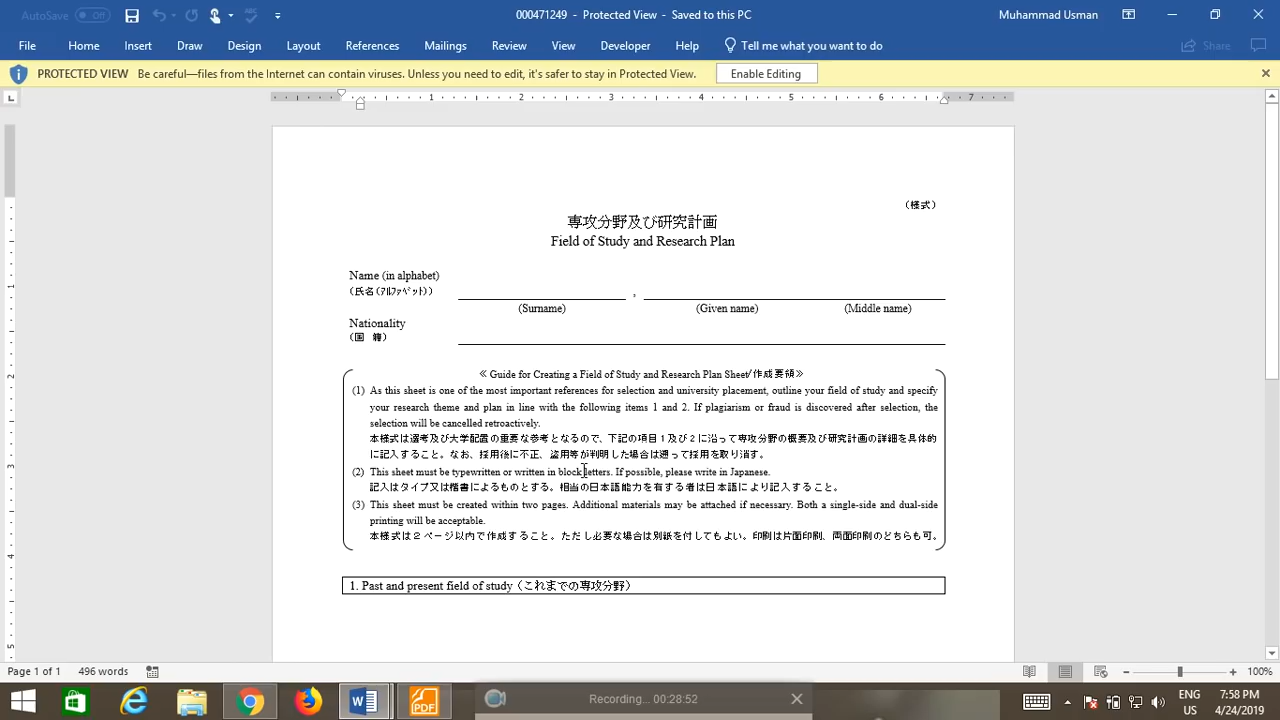 AutoSave
Off
000471249 - Protected View - Saved to this PC
Muhammad Usman
File Home Insert Draw Design Layout References Mailings Review View Developer Help Tell me what you want to do Share
PROTECTED VIEW Be careful—files from the Internet can contain viruses. Unless you need to edit, it's safer to stay in Protected View. Enable Editing
1 2 3 4 5 6 7
（様式）
専攻分野及び研究計画
Field of Study and Research Plan
Name (in alphabet)
（氏名(ｱﾙﾌｧﾍﾞｯﾄ)）
,
(Surname) (Given name) (Middle name)
Nationality
（国　籍）
≪ Guide for Creating a Field of Study and Research Plan Sheet/作成要領≫
(1) As this sheet is one of the most important references for selection and university placement, outline your field of study and specify
your research theme and plan in line with the following items 1 and 2. If plagiarism or fraud is discovered after selection, the
selection will be cancelled retroactively.
本様式は選考及び大学配置の重要な参考となるので、下記の項目１及び２に沿って専攻分野の概要及び研究計画の詳細を具体的
に記入すること。なお、採用後に不正、盗用等が判明した場合は遡って採用を取り消す。
(2) This sheet must be typewritten or written in block letters. If possible, please write in Japanese.
記入はタイプ又は楷書によるものとする。相当の日本語能力を有する者は日本語により記入すること。
(3) This sheet must be created within two pages. Additional materials may be attached if necessary. Both a single-side and dual-side
printing will be acceptable.
本様式は２ページ以内で作成すること。ただし必要な場合は別紙を付してもよい。印刷は片面印刷、両面印刷のどちらも可。
1. Past and present field of study（これまでの専攻分野）
Page 1 of 1 496 words 100%
Recording... 00:28:52
PDF
ENG
US
7:58 PM
4/24/2019